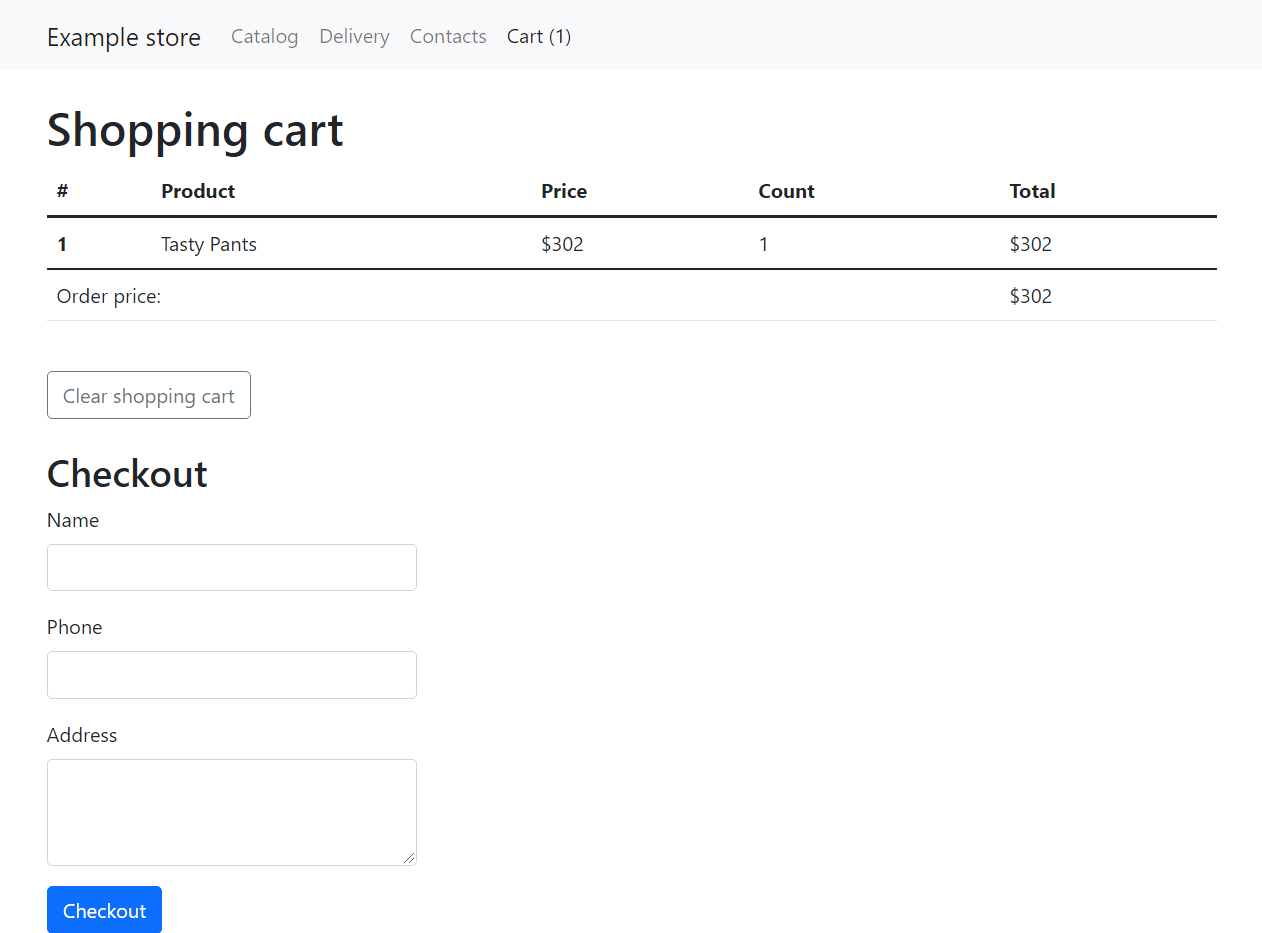 Example store Catalog Delivery Contacts Cart (1)
Shopping cart
# Product Price Count Total
1 Tasty Pants $302 1 $302
Order price: $302
Clear shopping cart
Checkout
Name
Phone
Address
Checkout